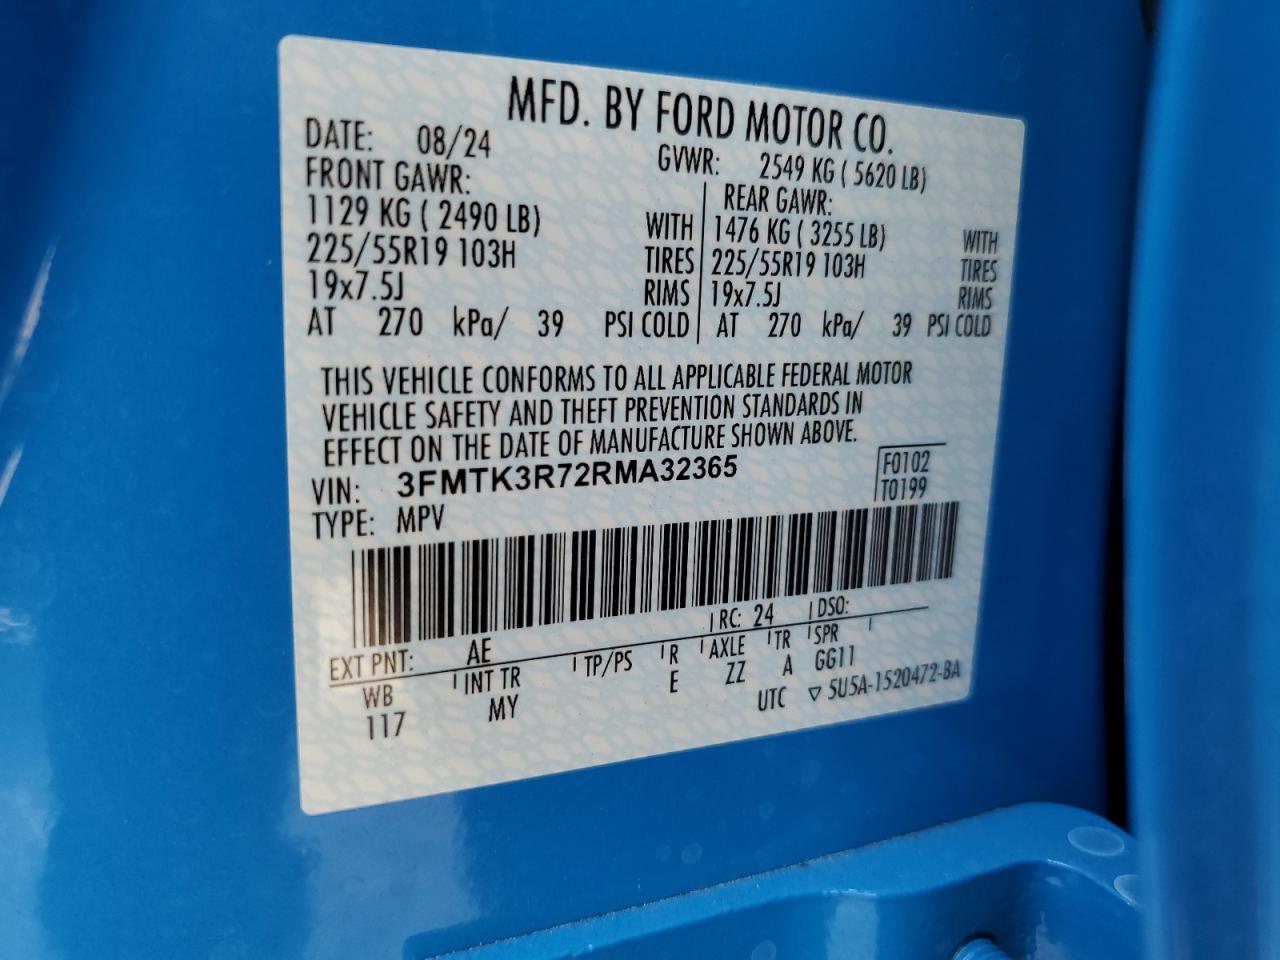 MFD. BY FORD MOTOR CO.
DATE: 08/24 GVWR: 2549 KG ( 5620 LB)
FRONT GAWR: REAR GAWR:
1129 KG ( 2490 LB) WITH 1476 KG ( 3255 LB) WITH
225/55R19 103H TIRES 225/55R19 103H TIRES
19x7.5J RIMS 19x7.5J RIMS
AT 270 kPa/ 39 PSI COLD AT 270 kPa/ 39 PSI COLD
THIS VEHICLE CONFORMS TO ALL APPLICABLE FEDERAL MOTOR
VEHICLE SAFETY AND THEFT PREVENTION STANDARDS IN
EFFECT ON THE DATE OF MANUFACTURE SHOWN ABOVE.
VIN: 3FMTK3R72RMA32365 F0102
TYPE: MPV T0199
EXT PNT: AE RC: 24 DSO:
WB INT TR TP/PS R AXLE TR SPR
117 MY E ZZ A GG11
UTC ▽ 5U5A-1520472-BA